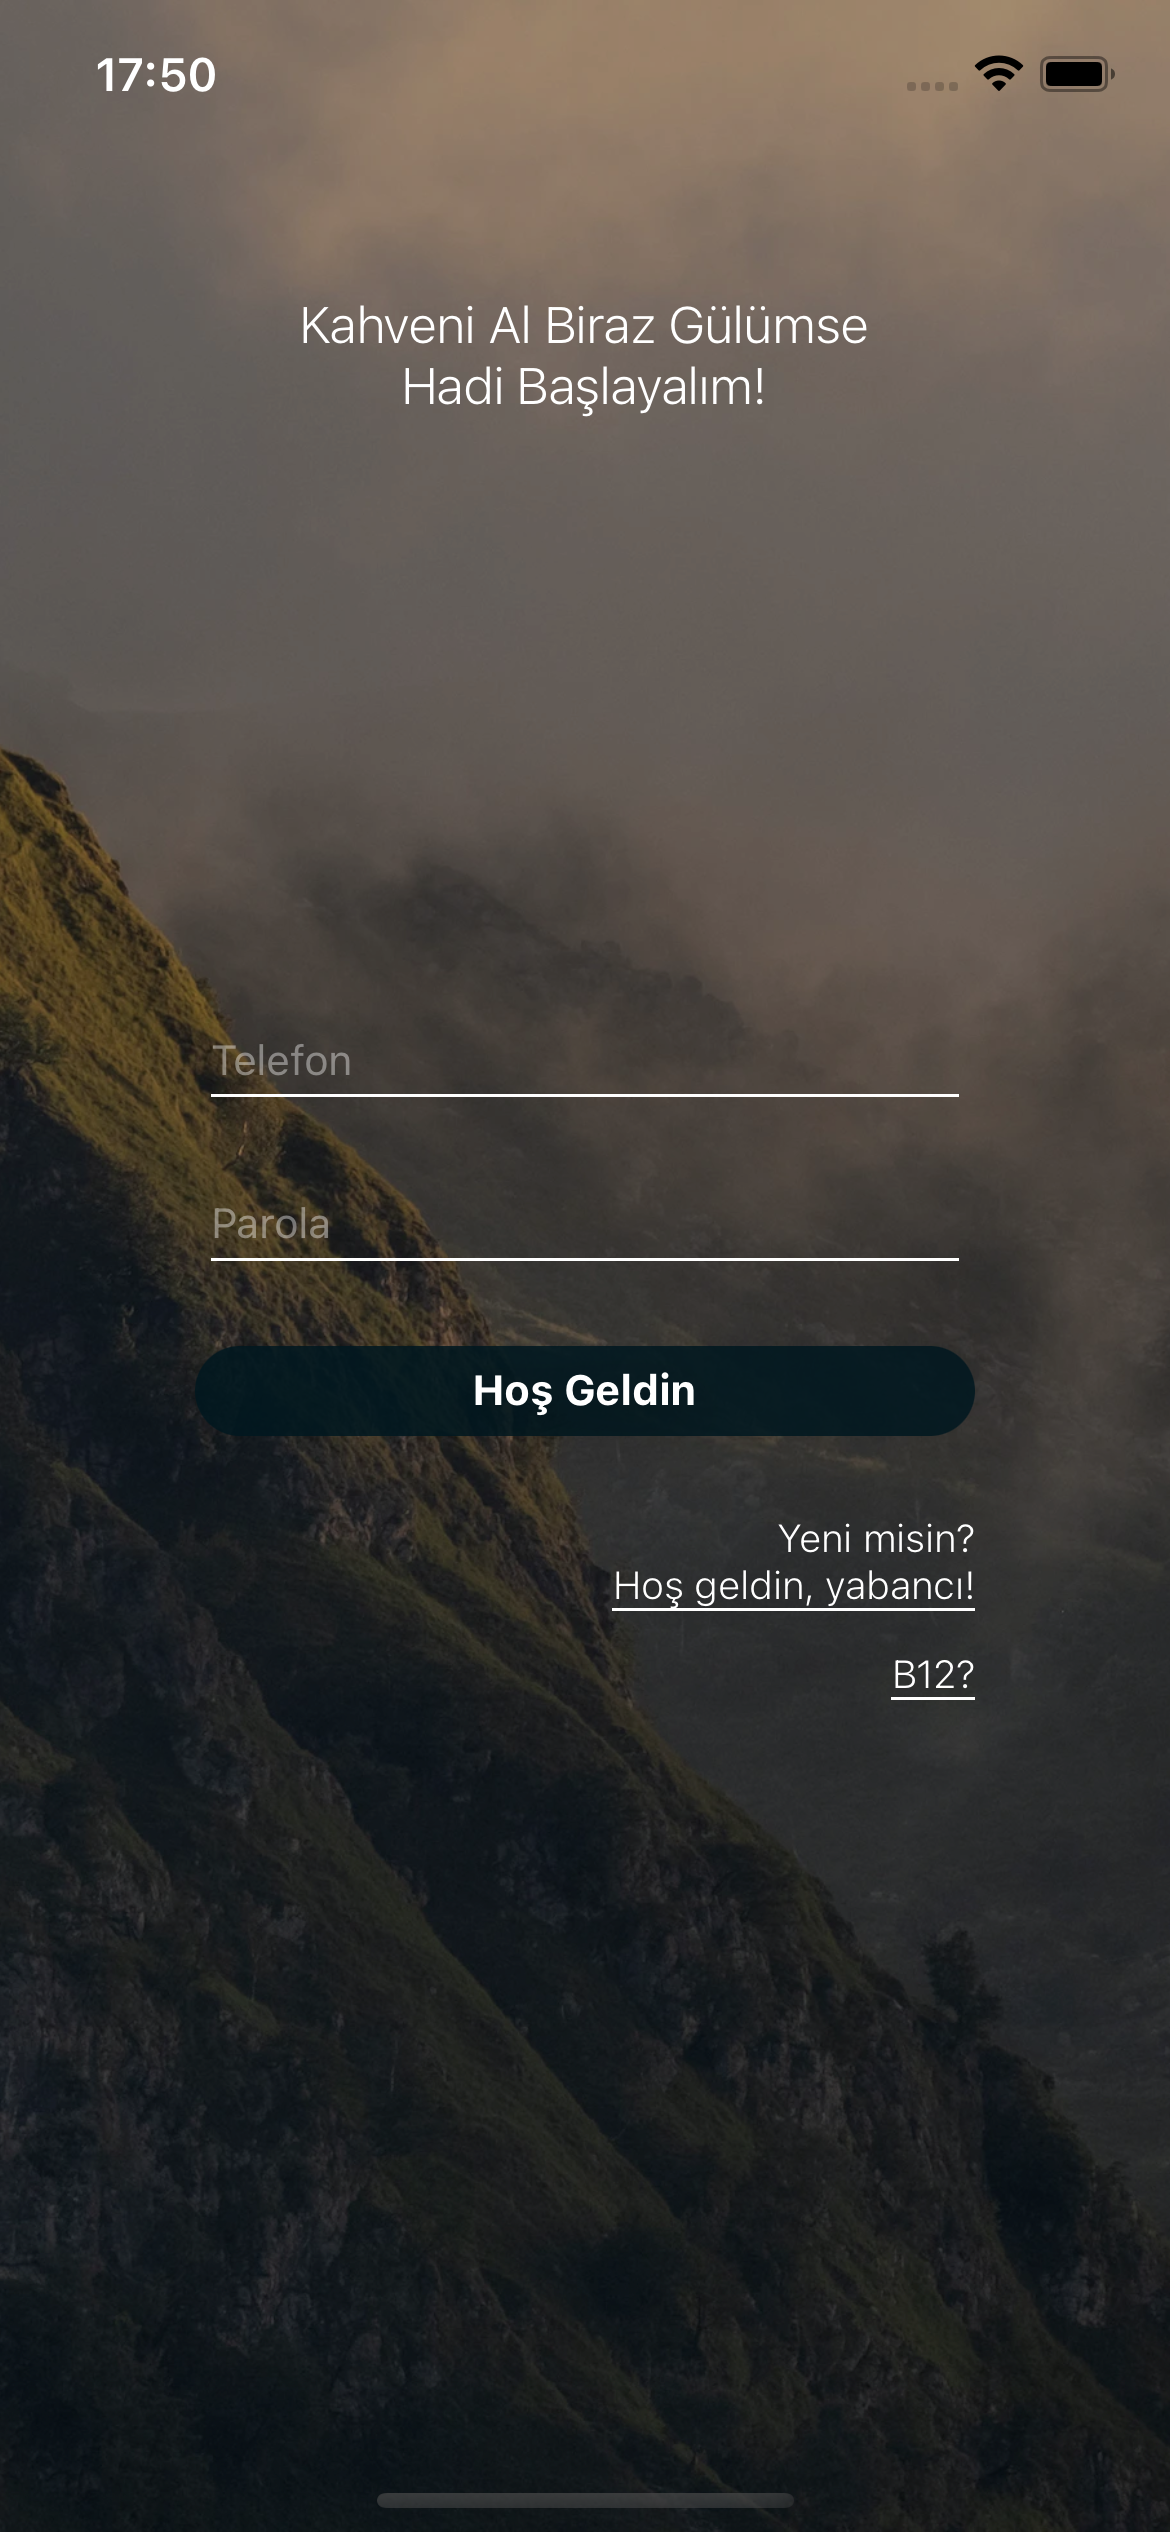 17:50
Kahveni Al Biraz Gülümse
Hadi Başlayalım!
Telefon
Parola
Hoş Geldin
Yeni misin?
Hoş geldin, yabancı!
B12?